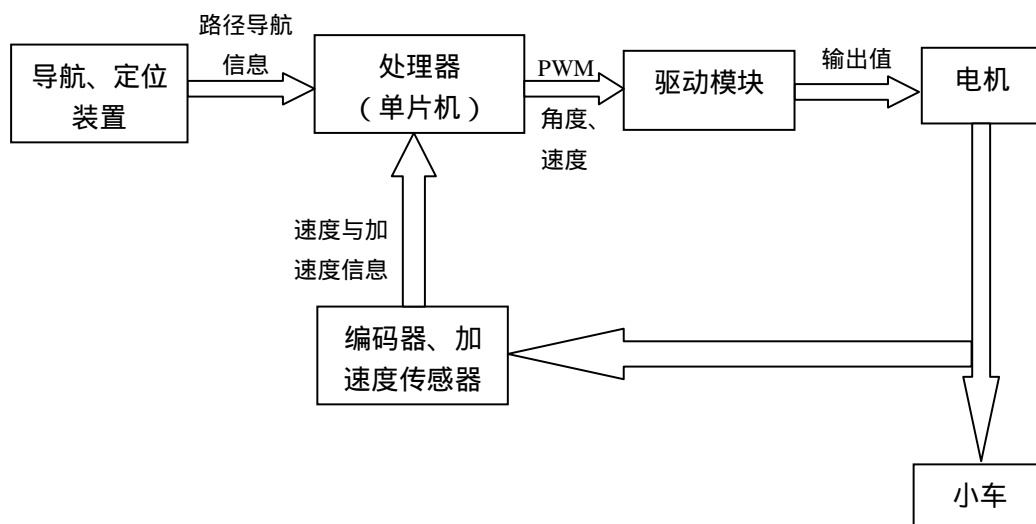 路径导航
信息
导航、定位
装置
处理器
（单片机）
PWM
角度、
速度
驱动模块
输出值
电机
速度与加
速度信息
编码器、加
速度传感器
小车